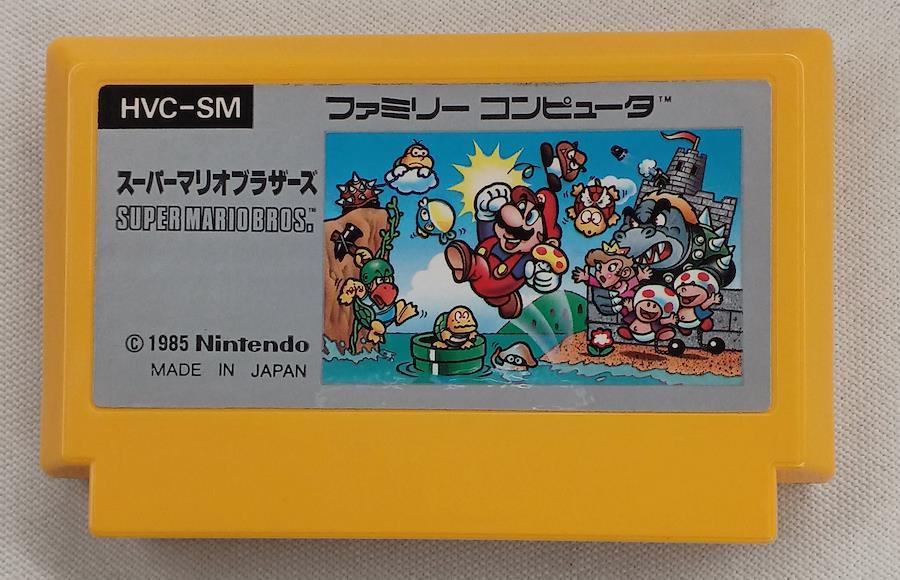 HVC-SM
ファミリー コンピュータ™
スーパーマリオブラザーズ
SUPER MARIO BROS.™
© 1985 Nintendo
MADE IN JAPAN